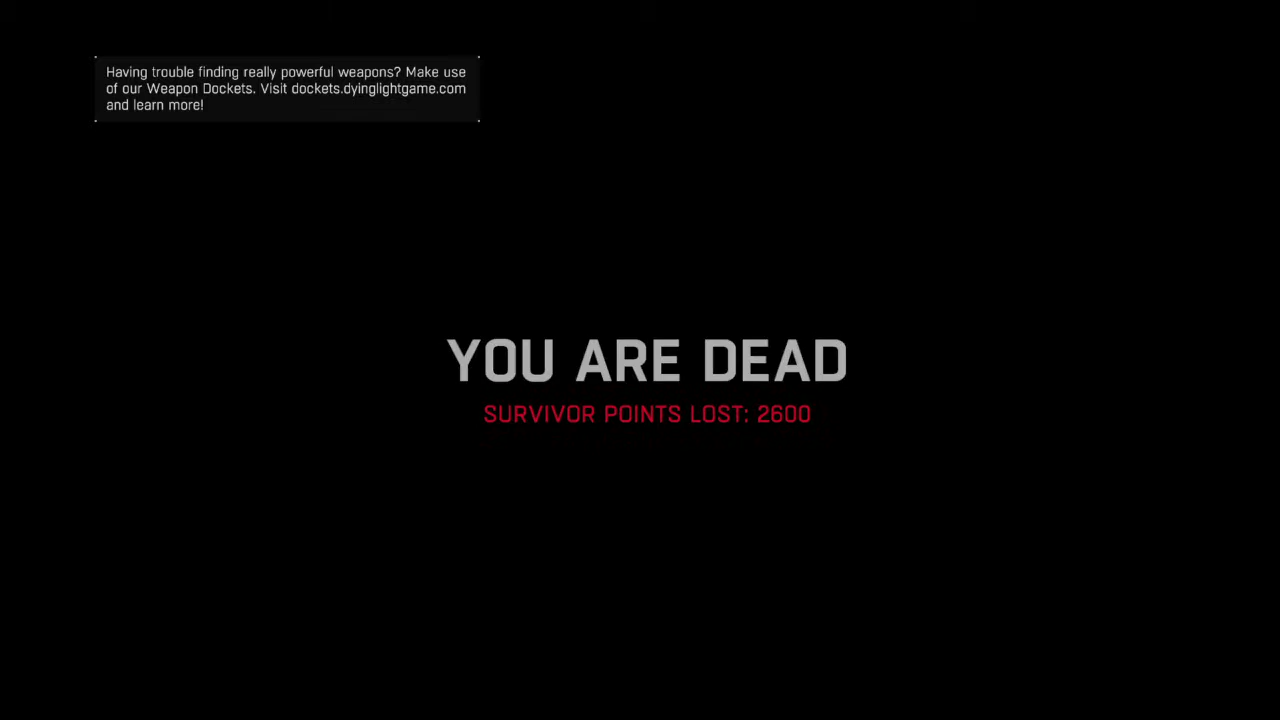 Having trouble finding really powerful weapons? Make use
of our Weapon Dockets. Visit dockets.dyinglightgame.com
and learn more!
YOU ARE DEAD
SURVIVOR POINTS LOST: 2600